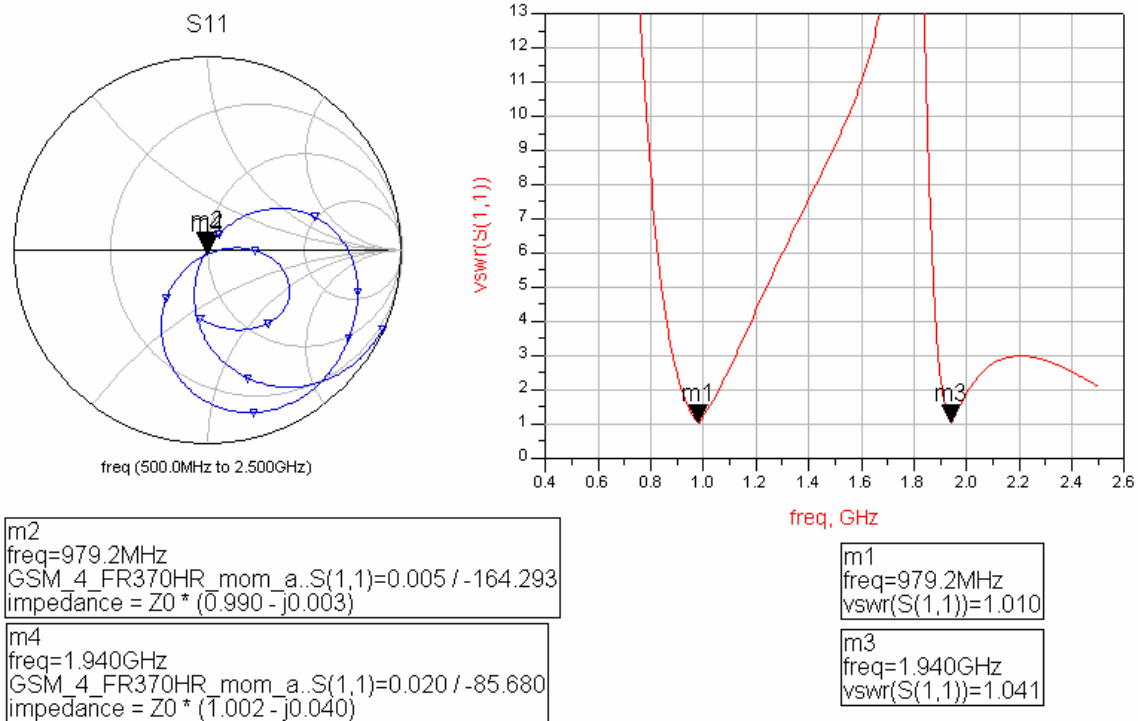 S11
m2
freq (500.0MHz to 2.500GHz)
vswr(S(1,1))
13
12
11
10
9
8
7
6
5
4
3
2
1
0
m1
m3
0.4 0.6 0.8 1.0 1.2 1.4 1.6 1.8 2.0 2.2 2.4 2.6
freq, GHz
m2
freq=979.2MHz
GSM_4_FR370HR_mom_a..S(1,1)=0.005 / -164.293
impedance = Z0 * (0.990 - j0.003)
m4
freq=1.940GHz
GSM_4_FR370HR_mom_a..S(1,1)=0.020 / -85.680
impedance = Z0 * (1.002 - j0.040)
m1
freq=979.2MHz
vswr(S(1,1))=1.010
m3
freq=1.940GHz
vswr(S(1,1))=1.041